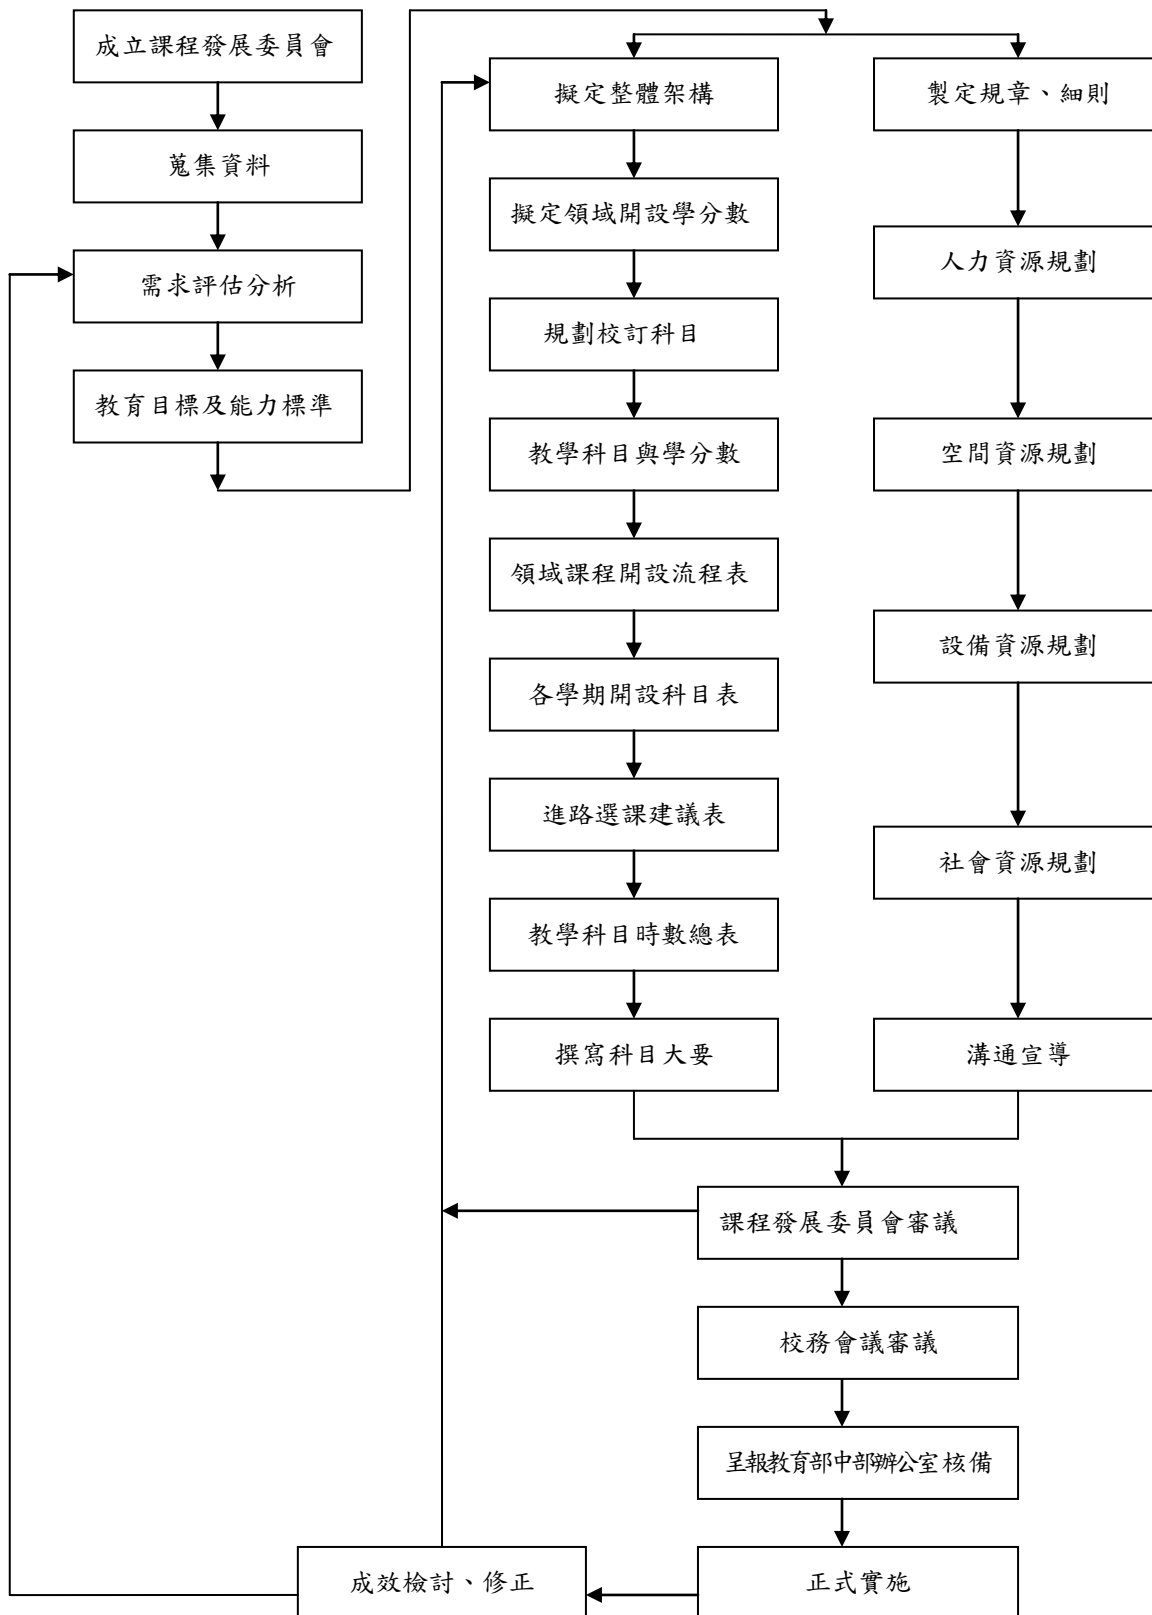 成立課程發展委員會
蒐集資料
需求評估分析
教育目標及能力標準
擬定整體架構
擬定領域開設學分數
規劃校訂科目
教學科目與學分數
領域課程開設流程表
各學期開設科目表
進路選課建議表
教學科目時數總表
撰寫科目大要
製定規章、細則
人力資源規劃
空間資源規劃
設備資源規劃
社會資源規劃
溝通宣導
課程發展委員會審議
校務會議審議
呈報教育部中部辦公室核備
正式實施
成效檢討、修正